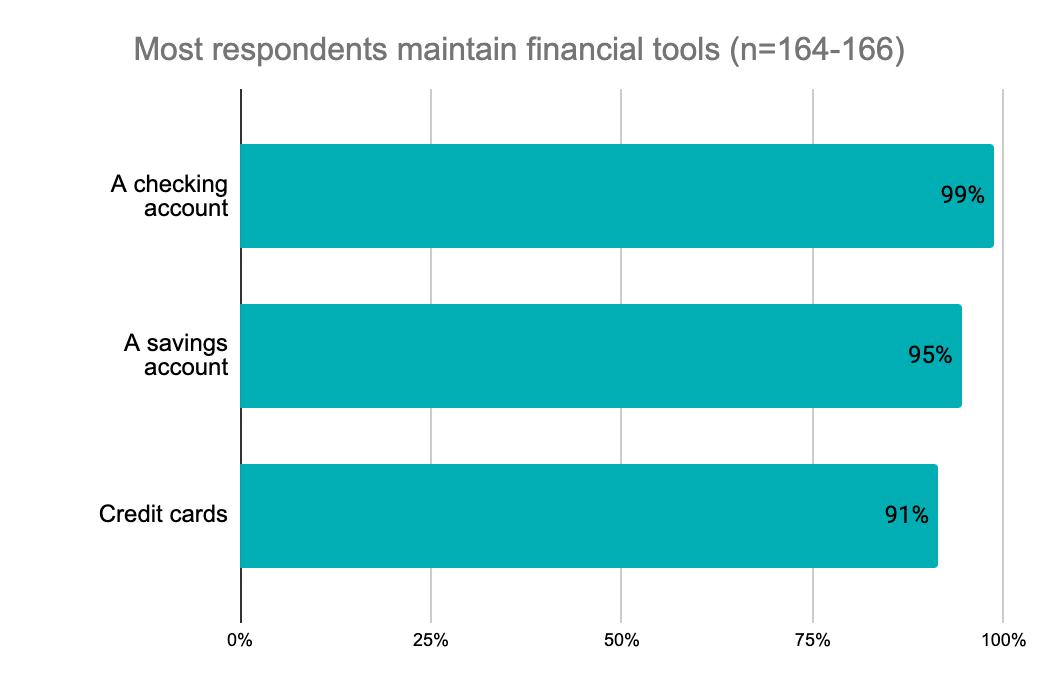 Most respondents maintain financial tools (n=164-166)
A checking
account
99%
A savings
account
95%
Credit cards
91%
0% 25% 50% 75% 100%